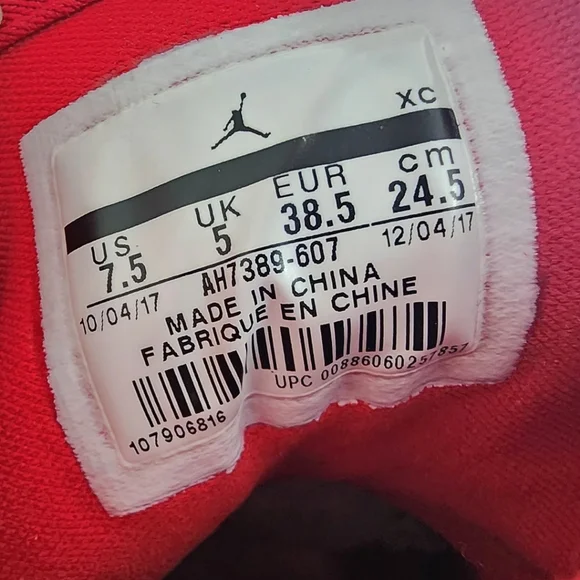 XC
US UK EUR cm
7.5 5 38.5 24.5
10/04/17 AH7389-607 12/04/17
MADE IN CHINA
FABRIQUE EN CHINE
UPC 00886060257857
107906816